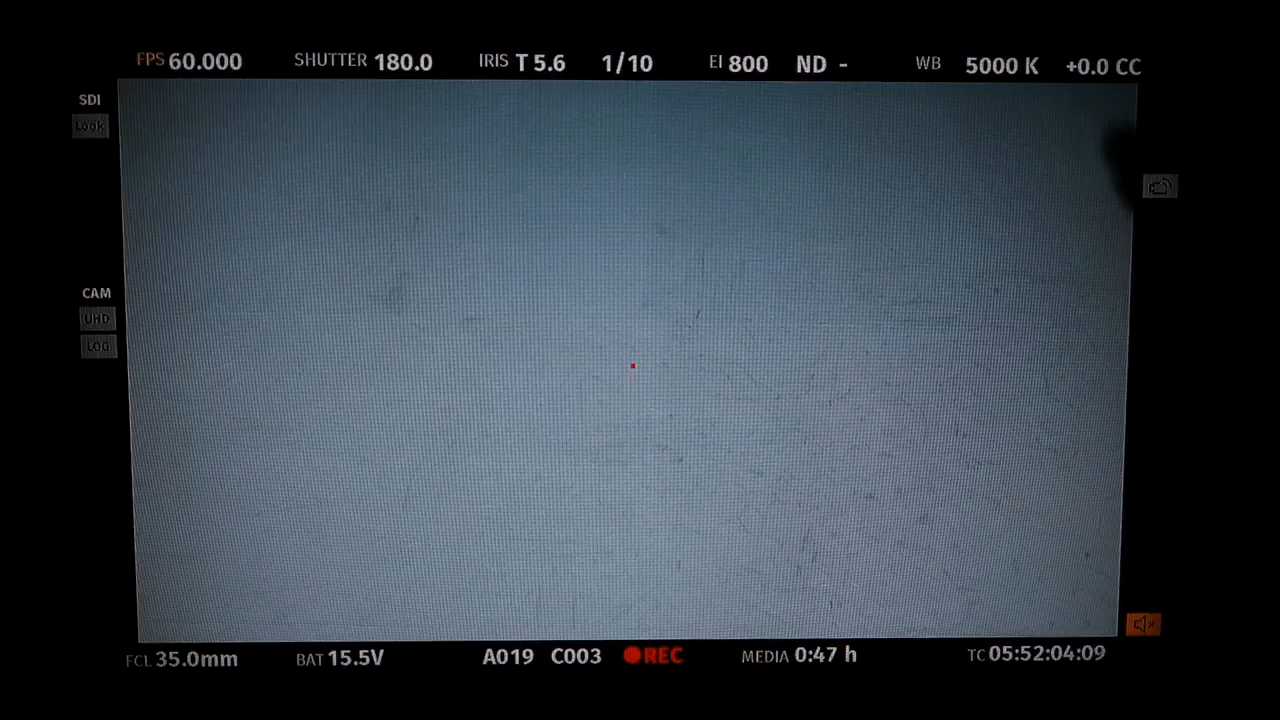 FPS 60.000 SHUTTER 180.0 IRIS T 5.6 1/10 EI 800 ND - WB 5000 K +0.0 CC
SDI
Look
CAM
UHD
LOG
FCL 35.0mm BAT 15.5V A019 C003 REC MEDIA 0:47 h TC 05:52:04:09